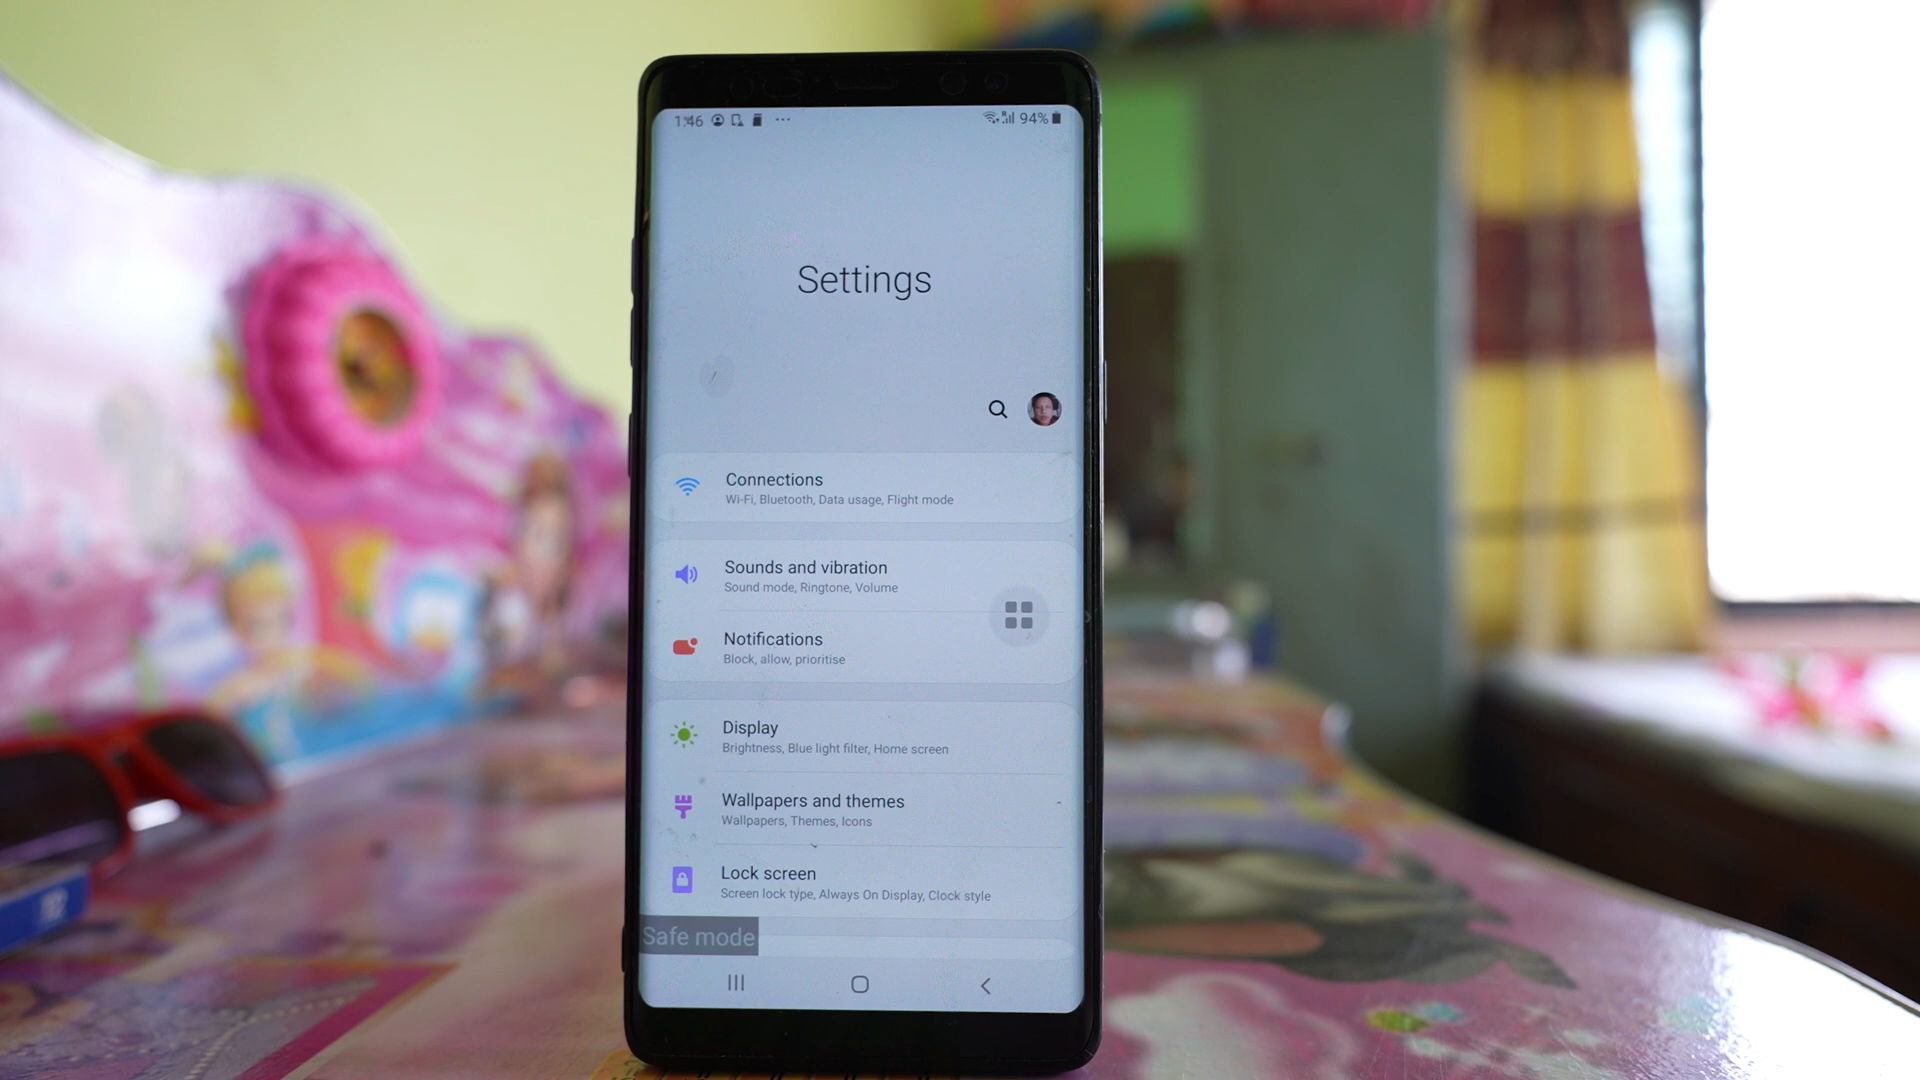 1:46 94%
Settings
Connections
Wi-Fi, Bluetooth, Data usage, Flight mode
Sounds and vibration
Sound mode, Ringtone, Volume
Notifications
Block, allow, prioritise
Display
Brightness, Blue light filter, Home screen
Wallpapers and themes
Wallpapers, Themes, Icons
Lock screen
Screen lock type, Always On Display, Clock style
Safe mode